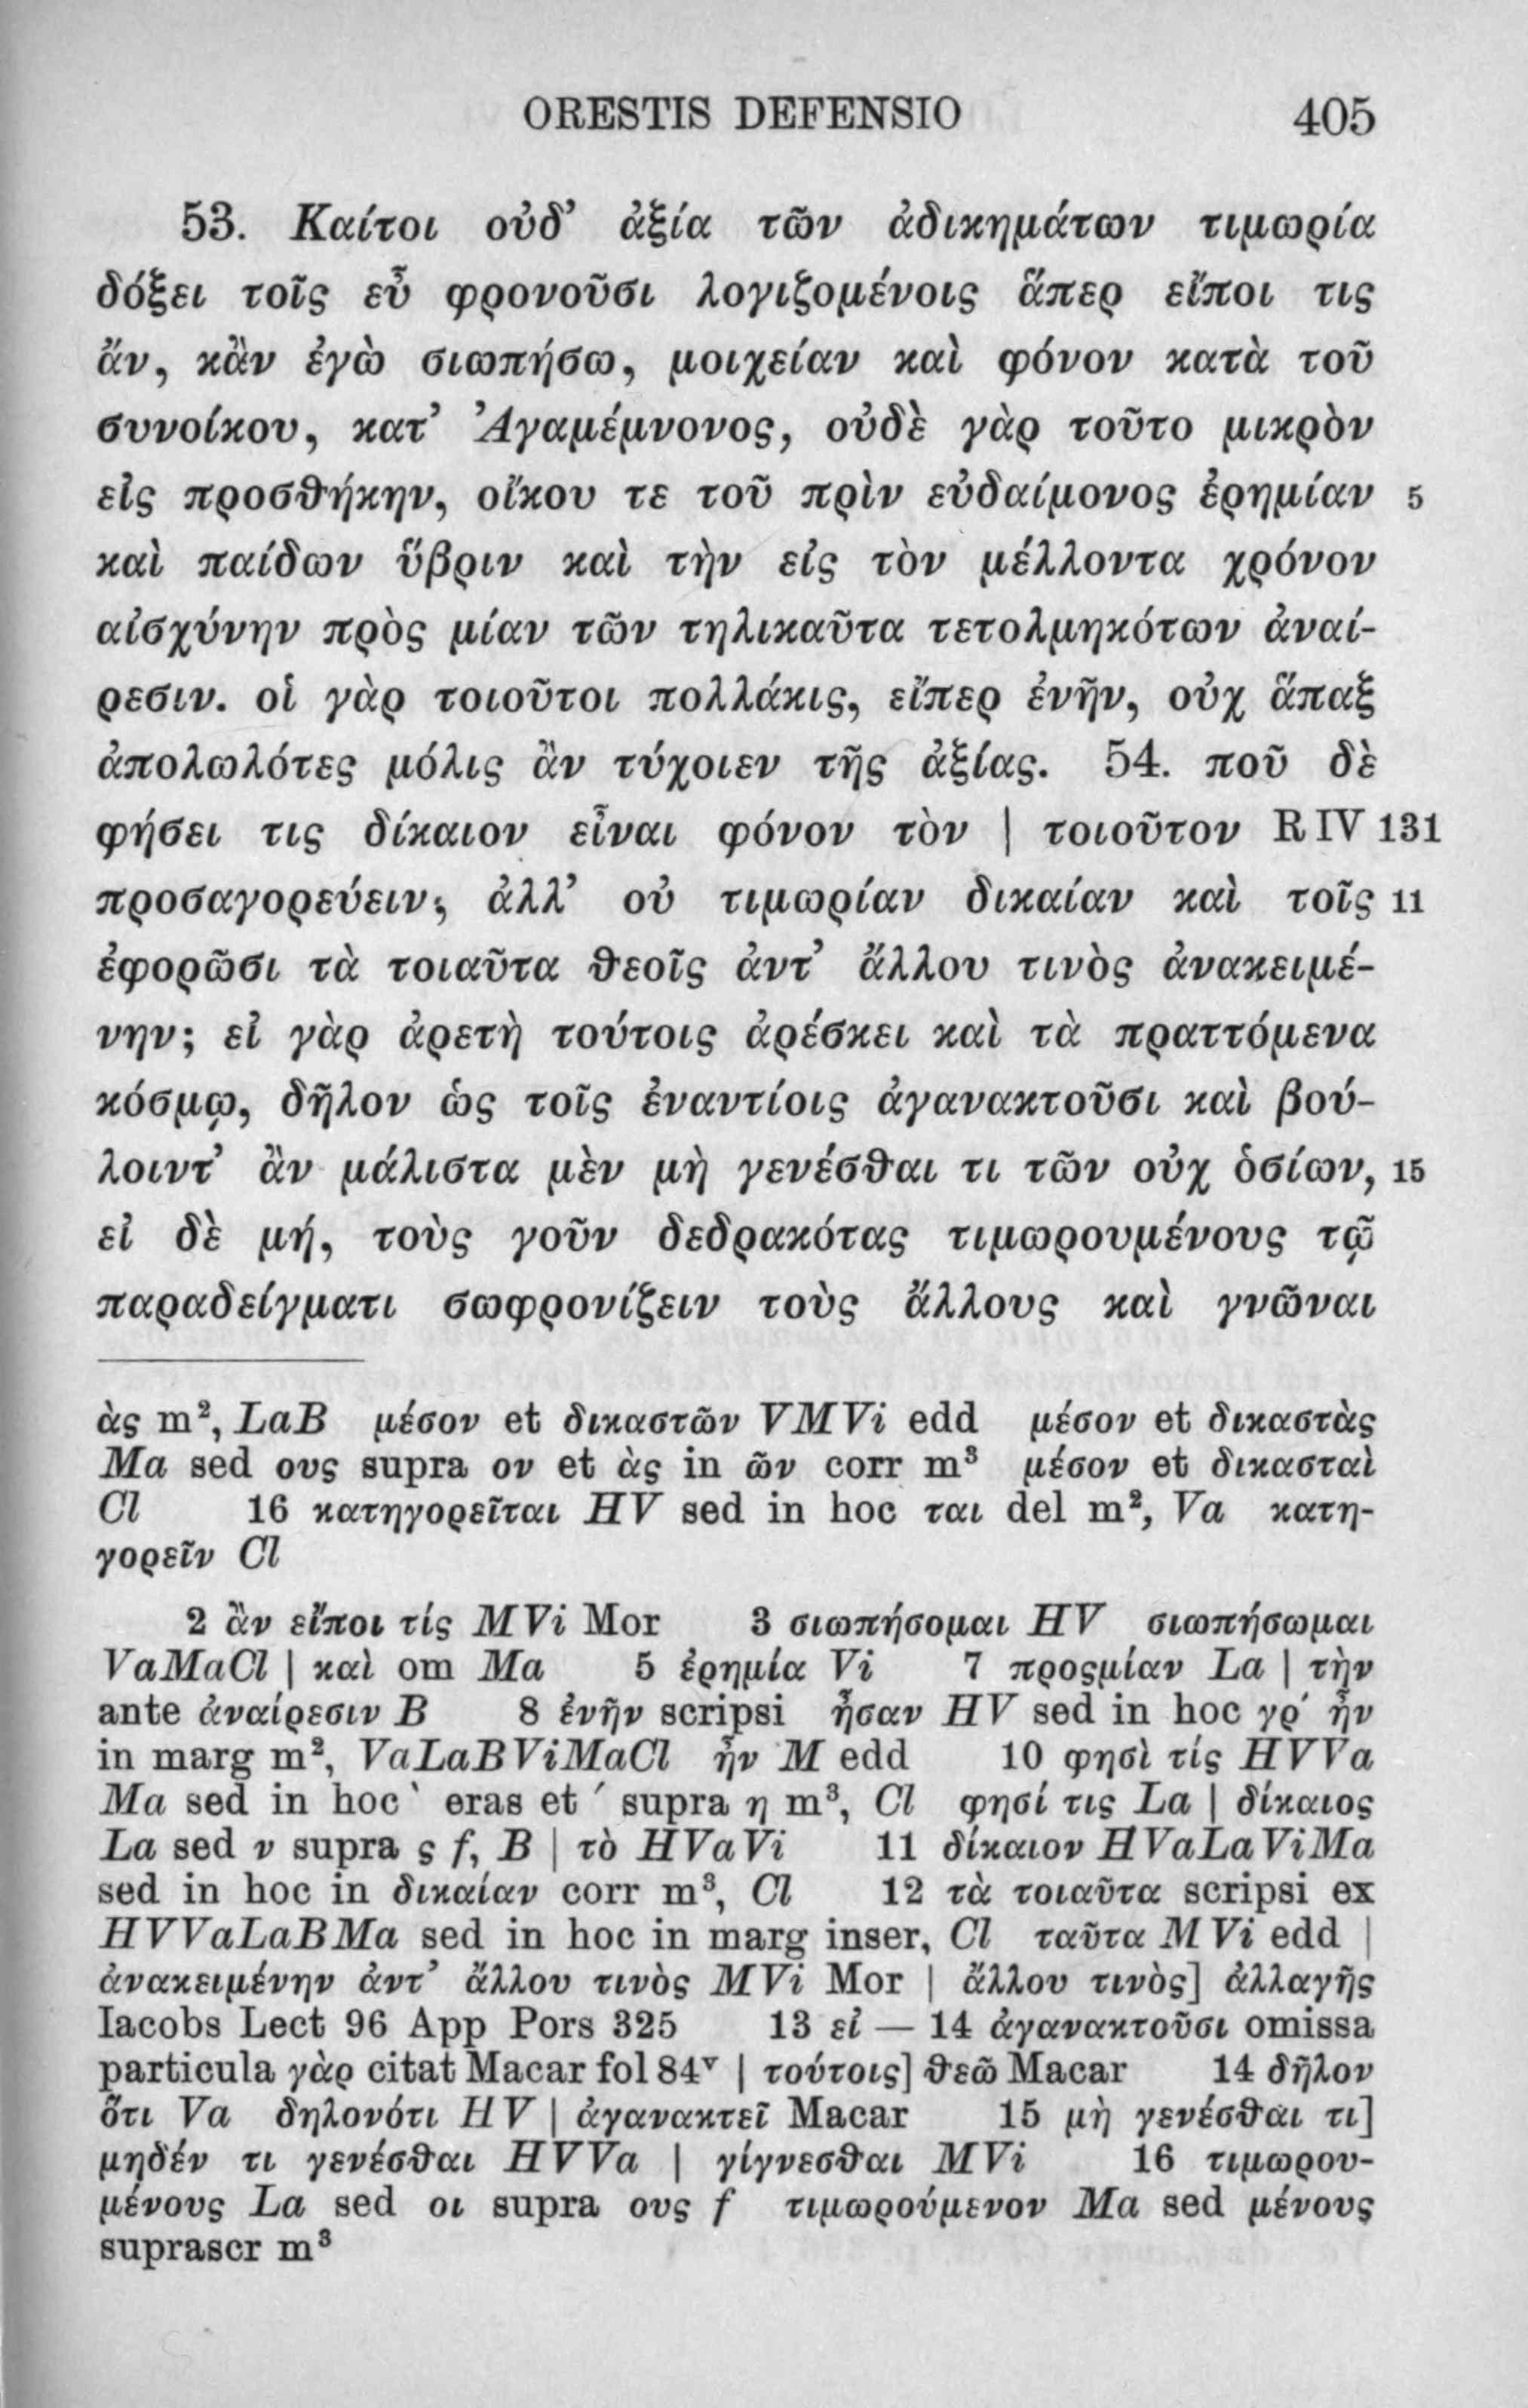 ORESTIS DEFENSIO 405
53. Καίτοι οὐδ’ ἀξία τῶν ἀδικημάτων τιμωρία
δόξει τοῖς εὖ φρονοῦσι λογιζομένοις ἅπερ εἴποι τις
ἄν, κἂν ἐγὼ σιωπήσω, μοιχείαν καὶ φόνον κατὰ τοῦ
συνοίκου, κατ’ Ἀγαμέμνονος, οὐδὲ γὰρ τοῦτο μικρὸν
εἰς προσθήκην, οἴκου τε τοῦ πρὶν εὐδαίμονος ἐρημίαν 5
καὶ παίδων ὕβριν καὶ τὴν εἰς τὸν μέλλοντα χρόνον
αἰσχύνην πρὸς μίαν τῶν τηλικαῦτα τετολμηκότων ἀναί-
ρεσιν. οἱ γὰρ τοιοῦτοι πολλάκις, εἴπερ ἐνῆν, οὐχ ἅπαξ
ἀπολωλότες μόλις ἂν τύχοιεν τῆς ἀξίας. 54. ποῦ δὲ
φήσει τις δίκαιον εἶναι φόνον τὸν | τοιοῦτον R IV 131
προσαγορεύειν, ἀλλ’ οὐ τιμωρίαν δικαίαν καὶ τοῖς 11
ἐφορῶσι τὰ τοιαῦτα θεοῖς ἀντ’ ἄλλου τινὸς ἀνακειμέ-
νην; εἰ γὰρ ἀρετὴ τούτοις ἀρέσκει καὶ τὰ πραττόμενα
κόσμῳ, δῆλον ὡς τοῖς ἐναντίοις ἀγανακτοῦσι καὶ βού-
λοιντ’ ἂν μάλιστα μὲν μὴ γενέσθαι τι τῶν οὐχ ὁσίων, 15
εἰ δὲ μή, τοὺς γοῦν δεδρακότας τιμωρουμένους τῷ
παραδείγματι σωφρονίζειν τοὺς ἄλλους καὶ γνῶναι
ὰς m², LaB μέσον et δικαστῶν VMVi edd μέσον et δικαστὰς
Ma sed ους supra ον et ὰς in ῶν corr m³ μέσον et δικασταὶ
Cl 16 κατηγορεῖται HV sed in hoc ται del m², Va κατη-
γορεῖν Cl
2 ἂν εἴποι τίς MVi Mor 3 σιωπήσομαι HV σιωπήσωμαι
VaMaCl | καὶ om Ma 5 ἐρημία Vi 7 προςμίαν La | τὴν
ante ἀναίρεσιν B 8 ἐνῆν scripsi ἦσαν HV sed in hoc γρ´ ἦν
in marg m², VaLaBViMaCl ἦν M edd 10 φησὶ τίς HVVa
Ma sed in hoc ` eras et ´ supra η m³, Cl φησί τις La | δίκαιος
La sed ν supra ς f, B | τὸ HVaVi 11 δίκαιον HVaLaViMa
sed in hoc in δικαίαν corr m³, Cl 12 τὰ τοιαῦτα scripsi ex
HVVaLaBMa sed in hoc in marg inser, Cl ταῦτα MVi edd |
ἀνακειμένην ἀντ’ ἄλλου τινὸς MVi Mor | ἄλλου τινὸς] ἀλλαγῆς
Iacobs Lect 96 App Pors 325 13 εἰ — 14 ἀγανακτοῦσι omissa
particula γὰρ citat Macar fol 84ᵛ | τούτοις] θεῶ Macar 14 δῆλον
ὅτι Va δηλονότι HV | ἀγανακτεῖ Macar 15 μὴ γενέσθαι τι]
μηδέν τι γενέσθαι HVVa | γίγνεσθαι MVi 16 τιμωρου-
μένους La sed οι supra ους f τιμωρούμενον Ma sed μένους
suprascr m³